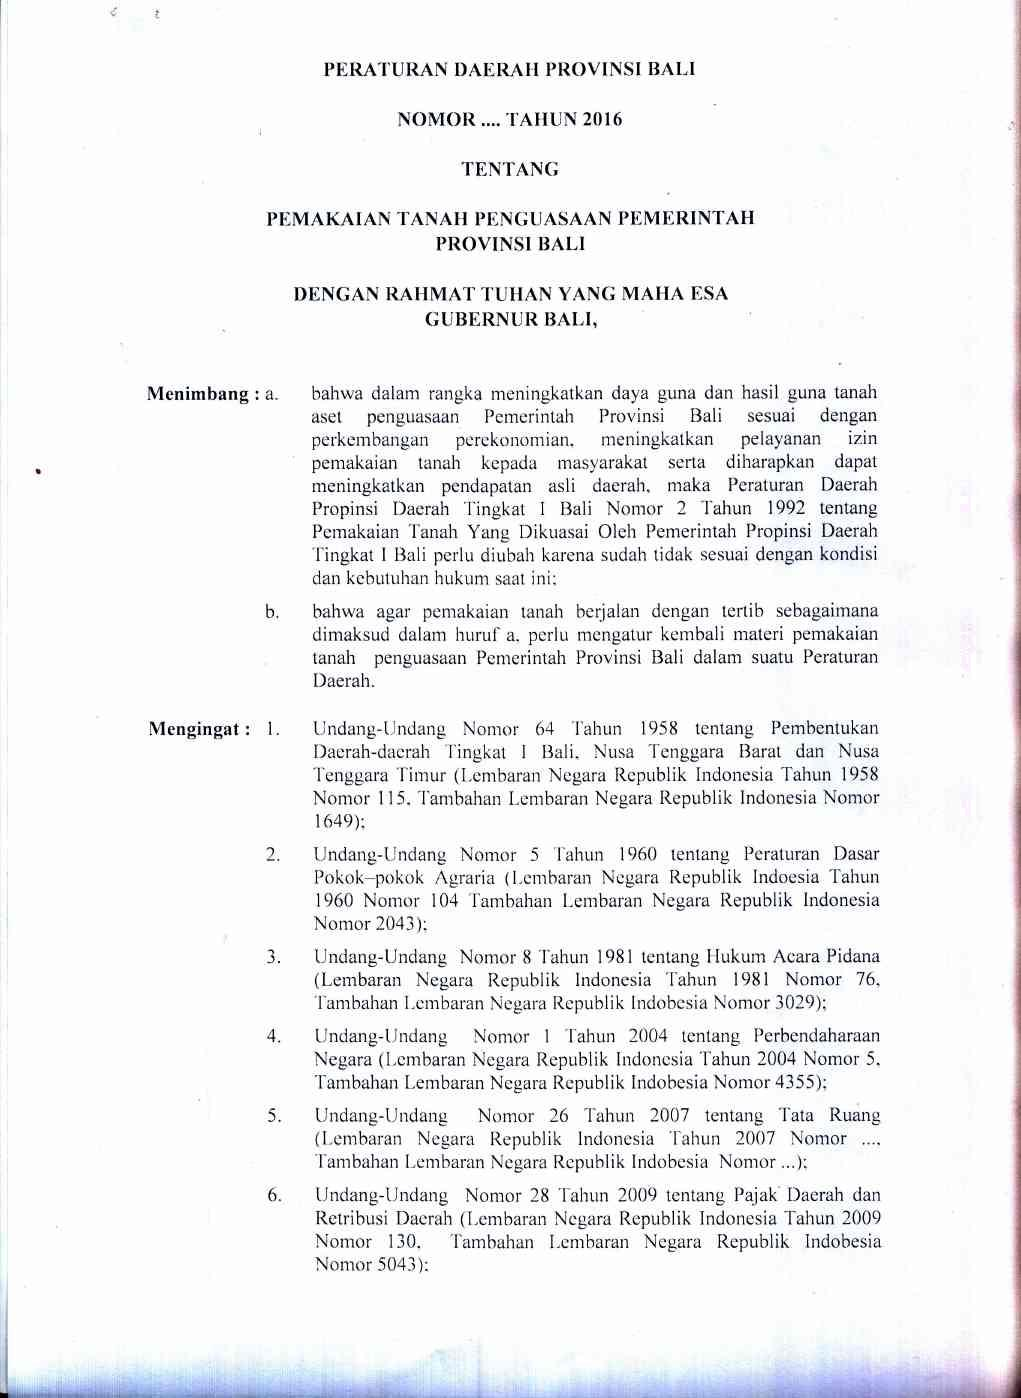 PERATURAN DAERAH PROVINSI BALI
NOMOR .... TAHUN 2016
TENTANG
PEMAKAIAN TANAH PENGUASAAN PEMERINTAH
PROVINSI BALI
DENGAN RAHMAT TUHAN YANG MAHA ESA
GUBERNUR BALI,
Menimbang : a. bahwa dalam rangka meningkatkan daya guna dan hasil guna tanah
aset penguasaan Pemerintah Provinsi Bali sesuai dengan
perkembangan perekonomian, meningkatkan pelayanan izin
pemakaian tanah kepada masyarakat serta diharapkan dapat
meningkatkan pendapatan asli daerah, maka Peraturan Daerah
Propinsi Daerah Tingkat I Bali Nomor 2 Tahun 1992 tentang
Pemakaian Tanah Yang Dikuasai Oleh Pemerintah Propinsi Daerah
Tingkat I Bali perlu diubah karena sudah tidak sesuai dengan kondisi
dan kebutuhan hukum saat ini;
b. bahwa agar pemakaian tanah berjalan dengan tertib sebagaimana
dimaksud dalam huruf a, perlu mengatur kembali materi pemakaian
tanah penguasaan Pemerintah Provinsi Bali dalam suatu Peraturan
Daerah.
Mengingat : 1. Undang-Undang Nomor 64 Tahun 1958 tentang Pembentukan
Daerah-daerah Tingkat I Bali, Nusa Tenggara Barat dan Nusa
Tenggara Timur (Lembaran Negara Republik Indonesia Tahun 1958
Nomor 115, Tambahan Lembaran Negara Republik Indonesia Nomor
1649);
2. Undang-Undang Nomor 5 Tahun 1960 tentang Peraturan Dasar
Pokok–pokok Agraria (Lembaran Negara Republik Indoesia Tahun
1960 Nomor 104 Tambahan Lembaran Negara Republik Indonesia
Nomor 2043);
3. Undang-Undang Nomor 8 Tahun 1981 tentang Hukum Acara Pidana
(Lembaran Negara Republik Indonesia Tahun 1981 Nomor 76,
Tambahan Lembaran Negara Republik Indobesia Nomor 3029);
4. Undang-Undang Nomor 1 Tahun 2004 tentang Perbendaharaan
Negara (Lembaran Negara Republik Indonesia Tahun 2004 Nomor 5,
Tambahan Lembaran Negara Republik Indobesia Nomor 4355);
5. Undang-Undang Nomor 26 Tahun 2007 tentang Tata Ruang
(Lembaran Negara Republik Indonesia Tahun 2007 Nomor ...,
Tambahan Lembaran Negara Republik Indobesia Nomor ...);
6. Undang-Undang Nomor 28 Tahun 2009 tentang Pajak Daerah dan
Retribusi Daerah (Lembaran Negara Republik Indonesia Tahun 2009
Nomor 130, Tambahan Lembaran Negara Republik Indobesia
Nomor 5043);